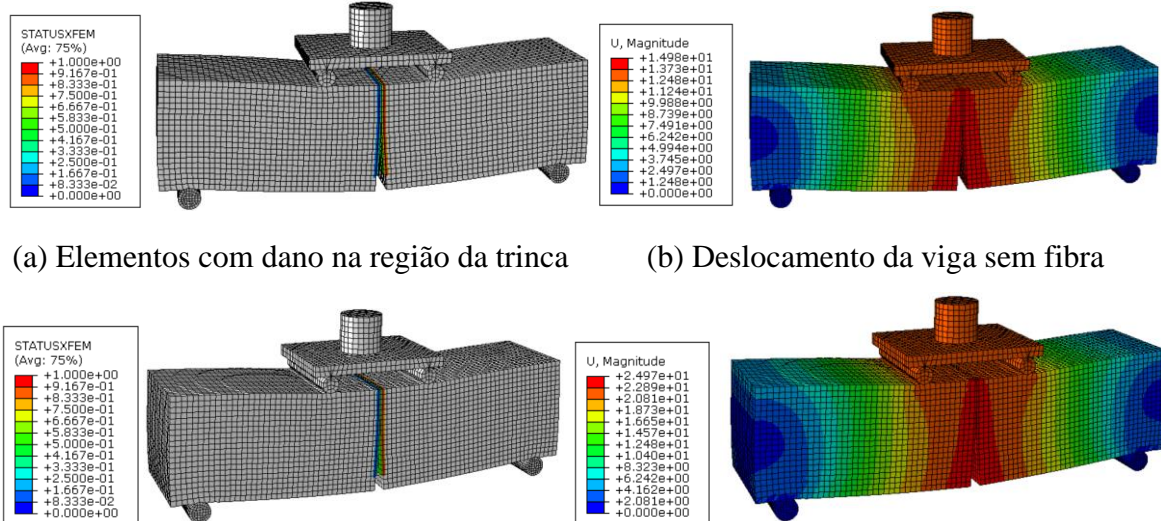 STATUSXFEM
(Avg: 75%)
+1.000e+00
+9.167e-01
+8.333e-01
+7.500e-01
+6.667e-01
+5.833e-01
+5.000e-01
+4.167e-01
+3.333e-01
+2.500e-01
+1.667e-01
+8.333e-02
+0.000e+00
U, Magnitude
+1.498e+01
+1.373e+01
+1.248e+01
+1.124e+01
+9.988e+00
+8.739e+00
+7.491e+00
+6.242e+00
+4.994e+00
+3.745e+00
+2.497e+00
+1.248e+00
+0.000e+00
(a) Elementos com dano na região da trinca
(b) Deslocamento da viga sem fibra
STATUSXFEM
(Avg: 75%)
+1.000e+00
+9.167e-01
+8.333e-01
+7.500e-01
+6.667e-01
+5.833e-01
+5.000e-01
+4.167e-01
+3.333e-01
+2.500e-01
+1.667e-01
+8.333e-02
+0.000e+00
U, Magnitude
+2.497e+01
+2.289e+01
+2.081e+01
+1.873e+01
+1.665e+01
+1.457e+01
+1.248e+01
+1.040e+01
+8.323e+00
+6.242e+00
+4.162e+00
+2.081e+00
+0.000e+00